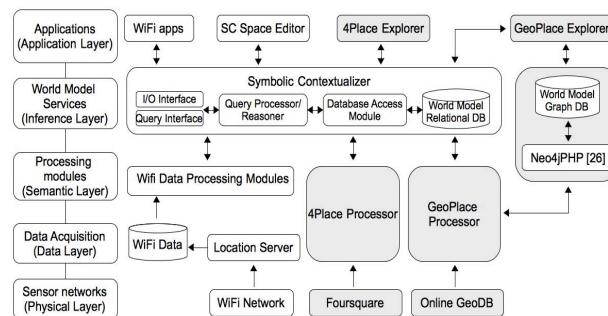 Applications
(Application Layer)
WiFi apps
SC Space Editor
4Place Explorer
GeoPlace Explorer
World Model
Services
(Inference Layer)
Symbolic Contextualizer
I/O Interface
Query Interface
Query Processor/
Reasoner
Database Access
Module
World Model
Relational DB
World Model
Graph DB
Neo4jPHP [26]
Processing
modules
(Semantic Layer)
Wifi Data Processing Modules
4Place Processor
GeoPlace
Processor
Data Acquisition
(Data Layer)
WiFi Data
Location Server
Sensor networks
(Physical Layer)
WiFi Network
Foursquare
Online GeoDB